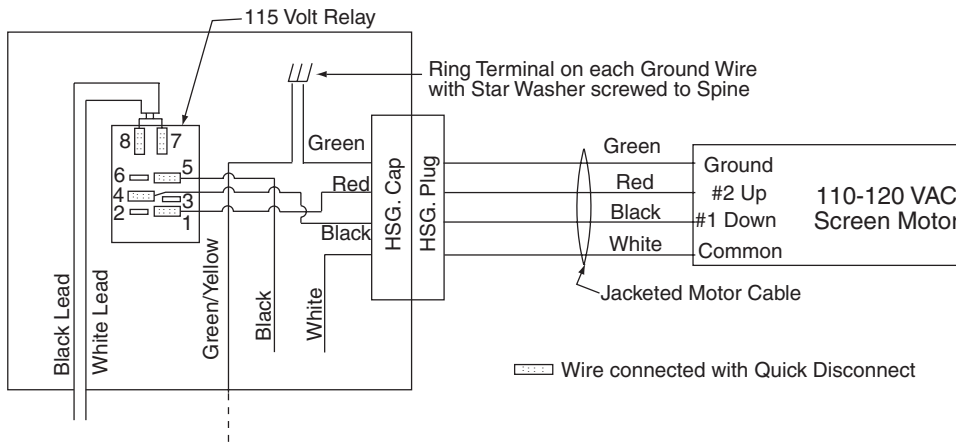 115 Volt Relay
Ring Terminal on each Ground Wire
with Star Washer screwed to Spine
8
7
6
5
4
3
2
1
Green
Red
Black
HSG. Cap
HSG. Plug
Green
Red
Black
White
Ground
#2 Up
#1 Down
Common
110-120 VAC
Screen Motor
Jacketed Motor Cable
Black Lead
White Lead
Green/Yellow
Black
White
Wire connected with Quick Disconnect